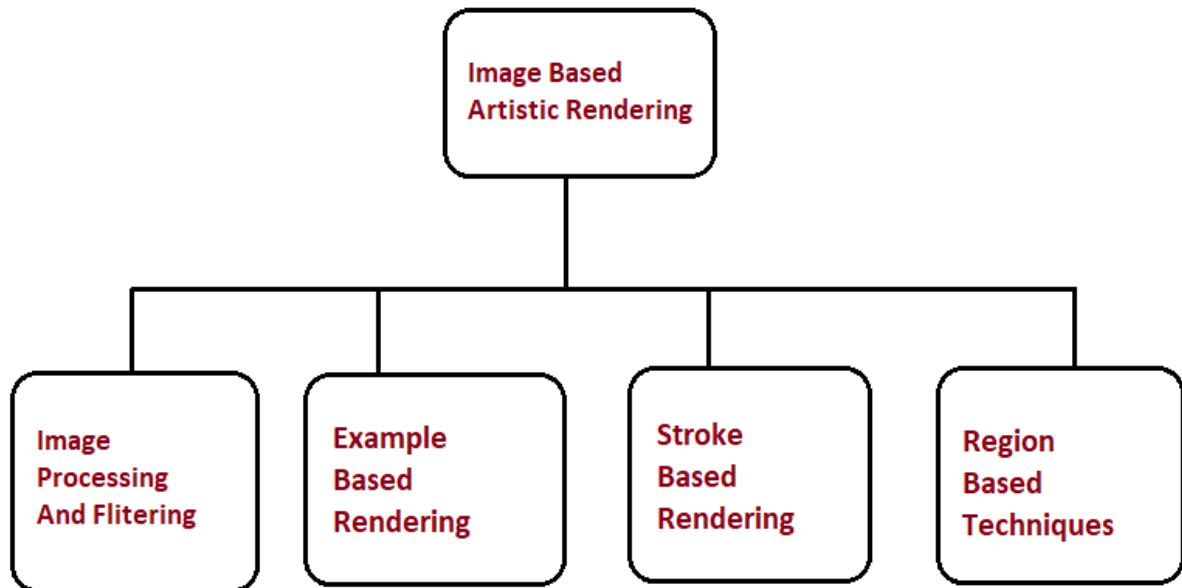 Image Based
Artistic Rendering
Image
Processing
And Flitering
Example
Based
Rendering
Stroke
Based
Rendering
Region
Based
Techniques